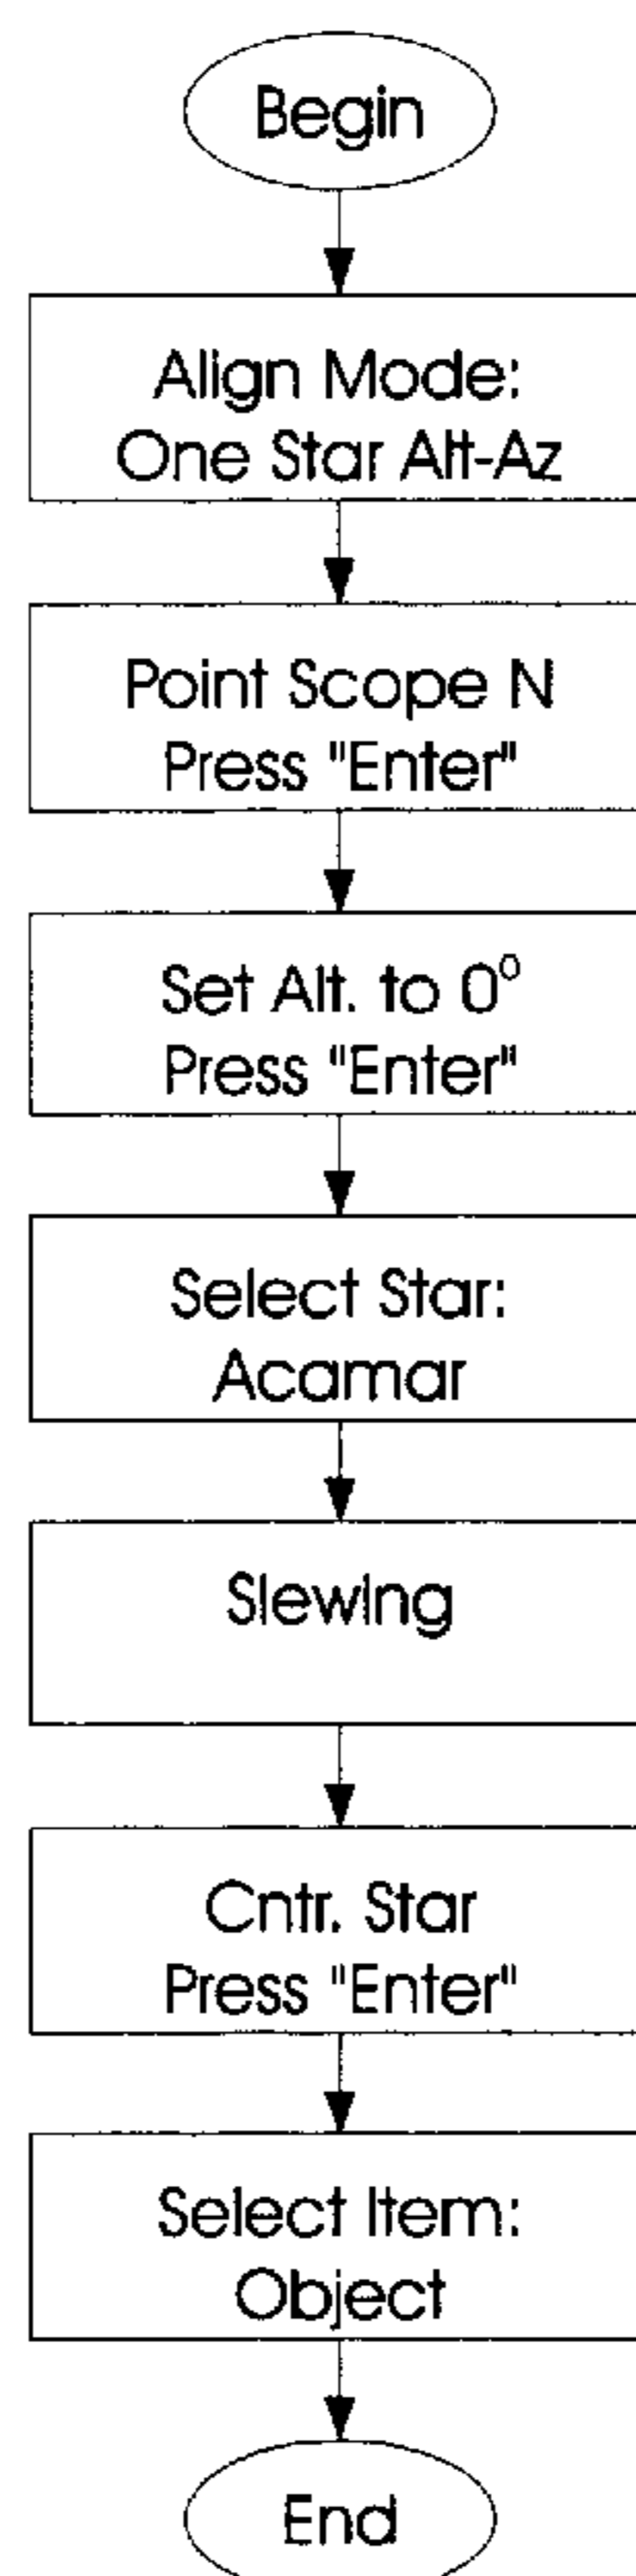 Begin
Align Mode:
One Star Alt-Az
Point Scope N
Press "Enter"
Set Alt. to 0°
Press "Enter"
Select Star:
Acamar
Slewing
Cntr. Star
Press "Enter"
Select Item:
Object
End